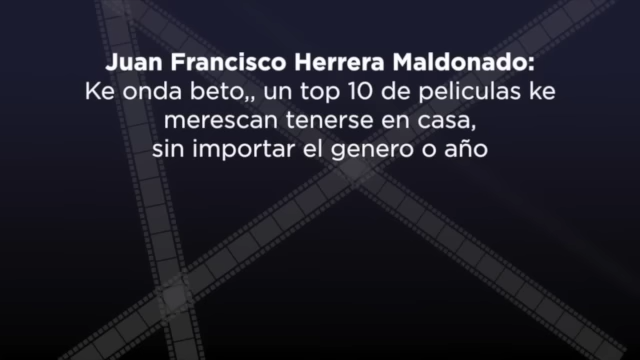 Juan Francisco Herrera Maldonado:
Ke onda beto,, un top 10 de peliculas ke
merescan tenerse en casa,
sin importar el genero o año